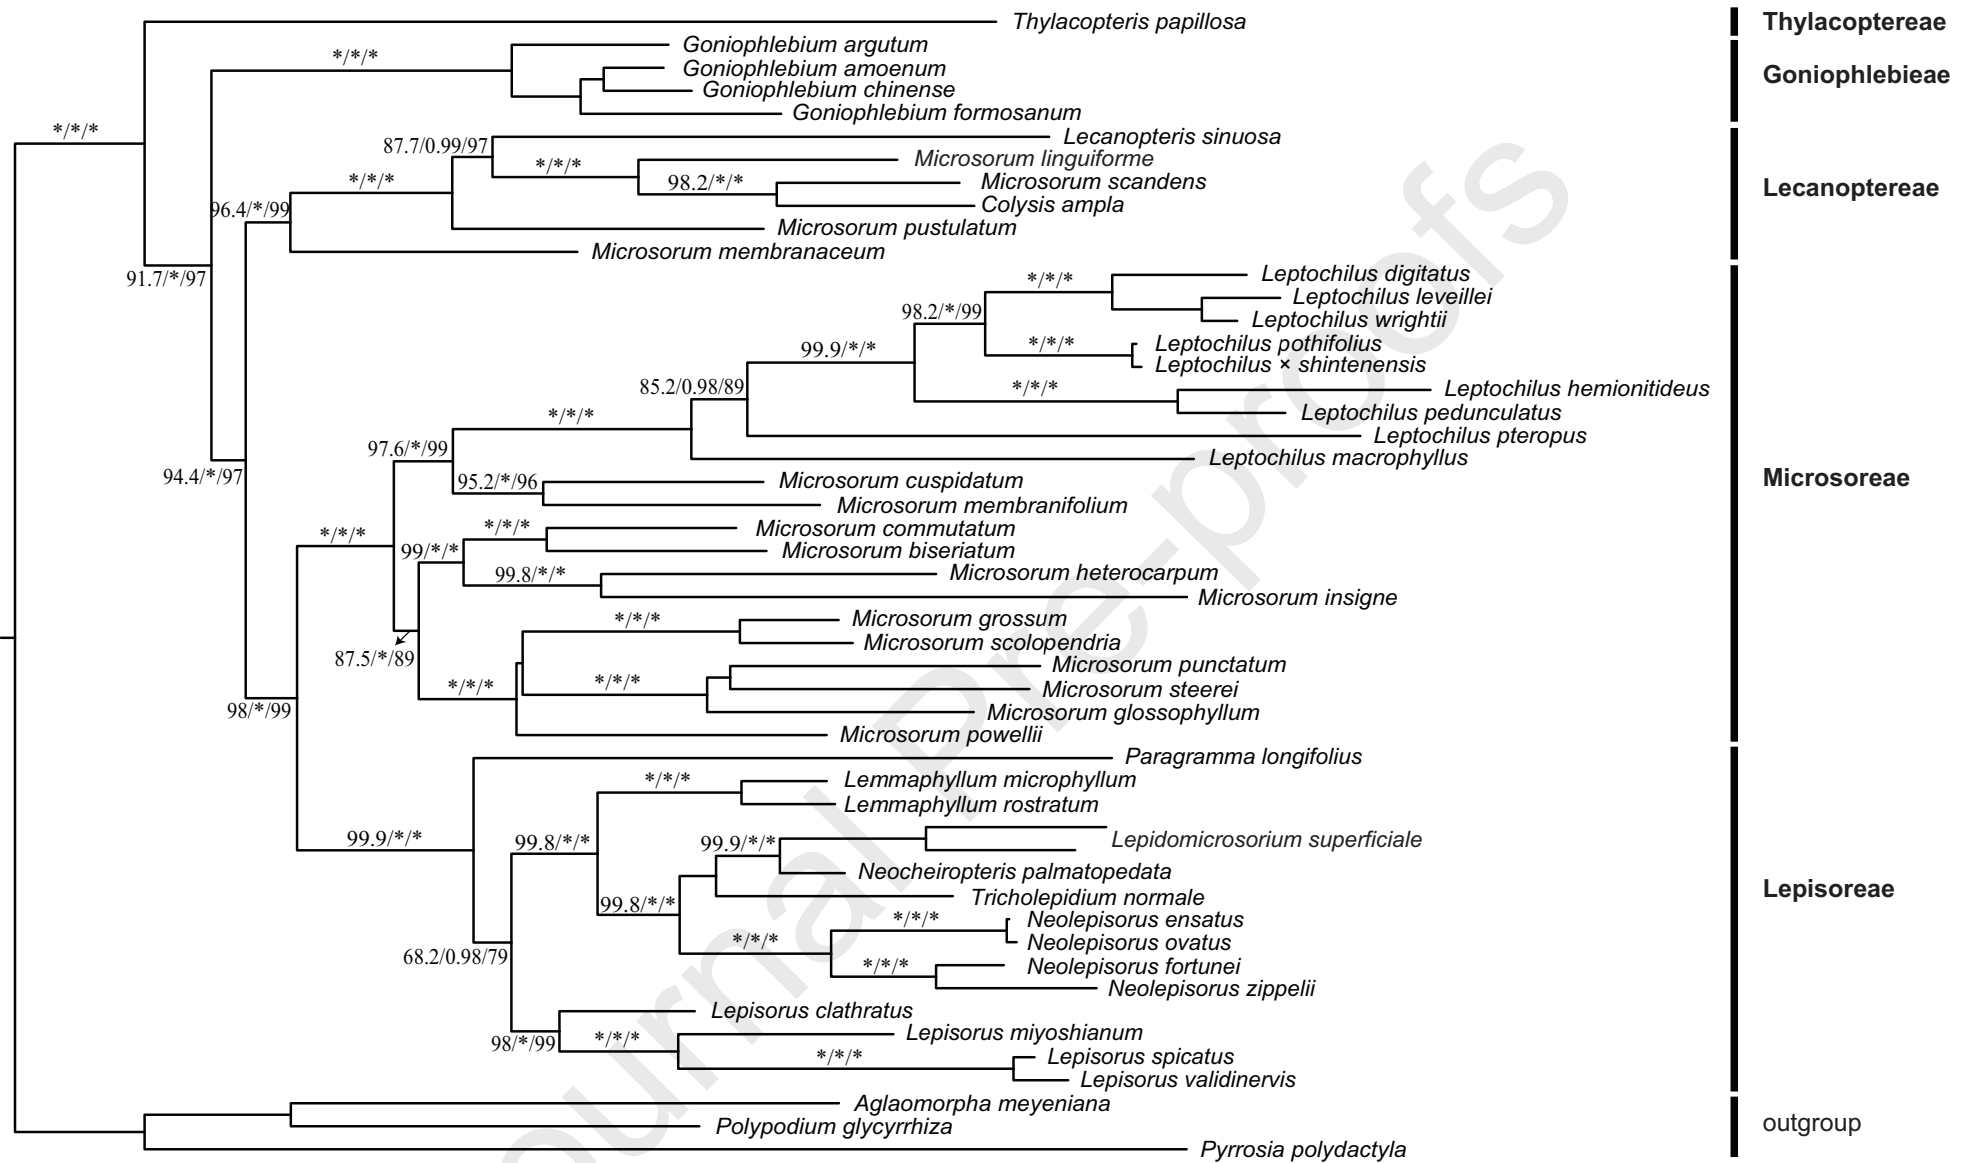 Thylacopteris papillosa
Thylacoptereae
Goniophlebium argutum
*/*/*
Goniophlebium amoenum
Goniophlebieae
Goniophlebium chinense
Goniophlebium formosanum
*/*/*
Lecanopteris sinuosa
87.7/0.99/97
Microsorum linguiforme
*/*/*
*/*/*
98.2/*/*
Microsorum scandens
Lecanoptereae
Colysis ampla
96.4/*/99
Microsorum pustulatum
Microsorum membranaceum
91.7/*/97
Leptochilus digitatus
*/*/*
Leptochilus leveillei
98.2/*/99
Leptochilus wrightii
Leptochilus pothifolius
*/*/*
99.9/*/*
Leptochilus × shintenensis
85.2/0.98/89
*/*/*
Leptochilus hemionitideus
Leptochilus pedunculatus
*/*/*
Leptochilus pteropus
97.6/*/99
Leptochilus macrophyllus
94.4/*/97
95.2/*/96
Microsorum cuspidatum
Microsoreae
Microsorum membranifolium
*/*/*
*/*/*
Microsorum commutatum
99/*/*
Microsorum biseriatum
99.8/*/*
Microsorum heterocarpum
Microsorum insigne
*/*/*
Microsorum grossum
Microsorum scolopendria
87.5/*/89
Microsorum punctatum
*/*/*
*/*/*
Microsorum steerei
98/*/99
Microsorum glossophyllum
Microsorum powellii
Paragramma longifolius
*/*/*
Lemmaphyllum microphyllum
Lemmaphyllum rostratum
99.9/*/*
99.8/*/*
99.9/*/*
Lepidomicrosorium superficiale
Neocheiropteris palmatopedata
Lepisoreae
99.8/*/*
Tricholepidium normale
*/*/*
Neolepisorus ensatus
*/*/*
Neolepisorus ovatus
68.2/0.98/79
*/*/*
Neolepisorus fortunei
Neolepisorus zippelii
Lepisorus clathratus
98/*/99
*/*/*
Lepisorus miyoshianum
*/*/*
Lepisorus spicatus
Lepisorus validinervis
Aglaomorpha meyeniana
Polypodium glycyrrhiza
outgroup
Pyrrosia polydactyla
ournal Pre-proofs